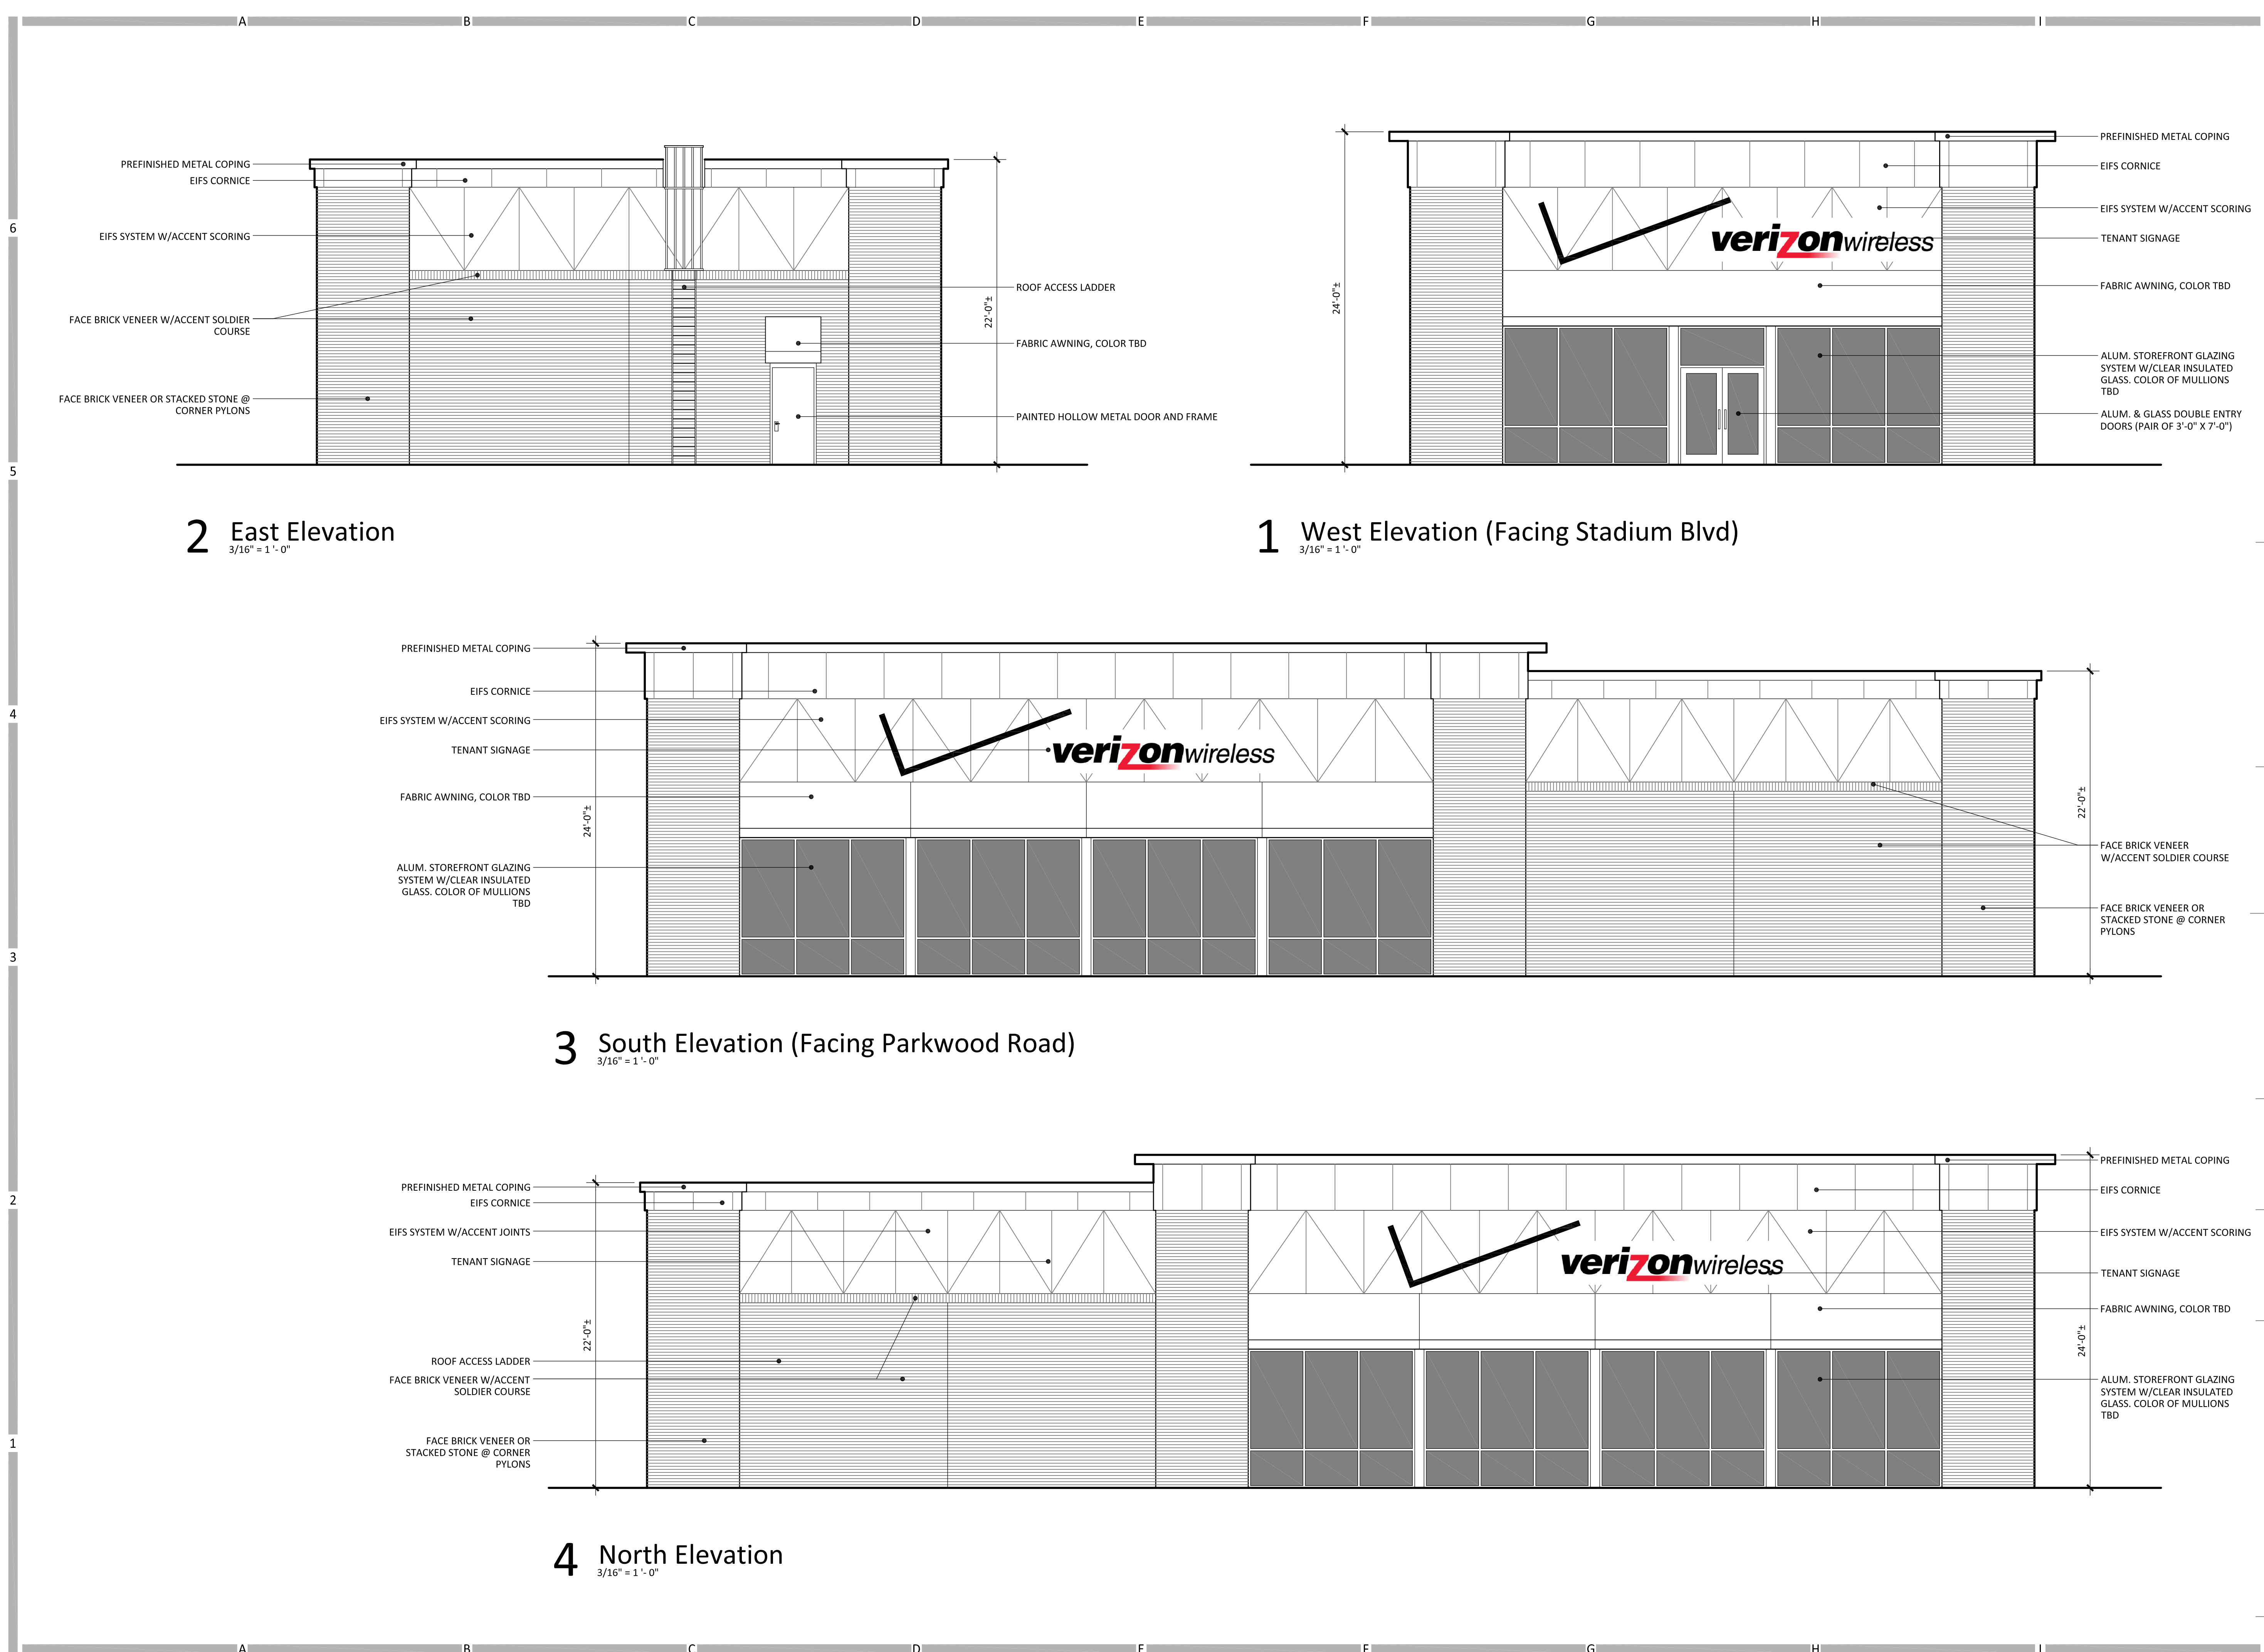 A B C D E F G H I
6
5
4
3
2
1
PREFINISHED METAL COPING
EIFS CORNICE
EIFS SYSTEM W/ACCENT SCORING
FACE BRICK VENEER W/ACCENT SOLDIER
COURSE
FACE BRICK VENEER OR STACKED STONE @
CORNER PYLONS
22'-0"±
ROOF ACCESS LADDER
FABRIC AWNING, COLOR TBD
PAINTED HOLLOW METAL DOOR AND FRAME
2 East Elevation
3/16" = 1 '- 0"
24'-0"±
verizonwireless
PREFINISHED METAL COPING
EIFS CORNICE
EIFS SYSTEM W/ACCENT SCORING
TENANT SIGNAGE
FABRIC AWNING, COLOR TBD
ALUM. STOREFRONT GLAZING
SYSTEM W/CLEAR INSULATED
GLASS. COLOR OF MULLIONS
TBD
ALUM. & GLASS DOUBLE ENTRY
DOORS (PAIR OF 3'-0" X 7'-0")
1 West Elevation (Facing Stadium Blvd)
3/16" = 1 '- 0"
PREFINISHED METAL COPING
EIFS CORNICE
EIFS SYSTEM W/ACCENT SCORING
TENANT SIGNAGE
FABRIC AWNING, COLOR TBD
ALUM. STOREFRONT GLAZING
SYSTEM W/CLEAR INSULATED
GLASS. COLOR OF MULLIONS
TBD
24'-0"±
verizonwireless
22'-0"±
FACE BRICK VENEER
W/ACCENT SOLDIER COURSE
FACE BRICK VENEER OR
STACKED STONE @ CORNER
PYLONS
3 South Elevation (Facing Parkwood Road)
3/16" = 1 '- 0"
PREFINISHED METAL COPING
EIFS CORNICE
EIFS SYSTEM W/ACCENT JOINTS
TENANT SIGNAGE
ROOF ACCESS LADDER
FACE BRICK VENEER W/ACCENT
SOLDIER COURSE
FACE BRICK VENEER OR
STACKED STONE @ CORNER
PYLONS
22'-0"±
verizonwireless
24'-0"±
PREFINISHED METAL COPING
EIFS CORNICE
EIFS SYSTEM W/ACCENT SCORING
TENANT SIGNAGE
FABRIC AWNING, COLOR TBD
ALUM. STOREFRONT GLAZING
SYSTEM W/CLEAR INSULATED
GLASS. COLOR OF MULLIONS
TBD
4 North Elevation
3/16" = 1 '- 0"
A B C D E F G H I